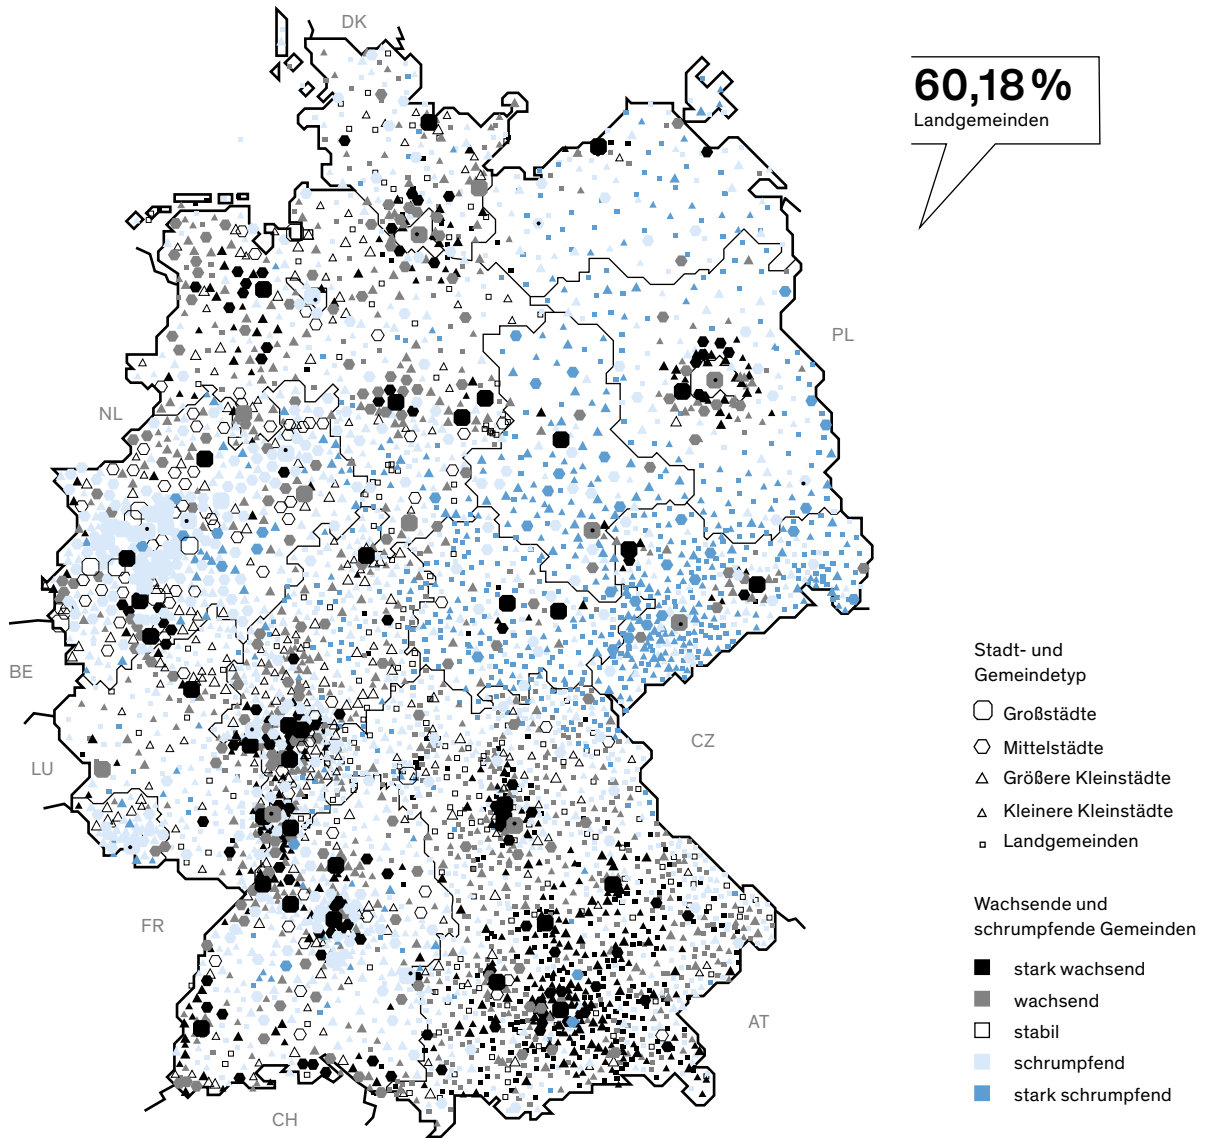 DK
60,18 %
Landgemeinden
PL
NL
BE
LU
CZ
FR
AT
CH
Stadt- und
Gemeindetyp
Großstädte
Mittelstädte
Größere Kleinstädte
Kleinere Kleinstädte
Landgemeinden
Wachsende und
schrumpfende Gemeinden
stark wachsend
wachsend
stabil
schrumpfend
stark schrumpfend